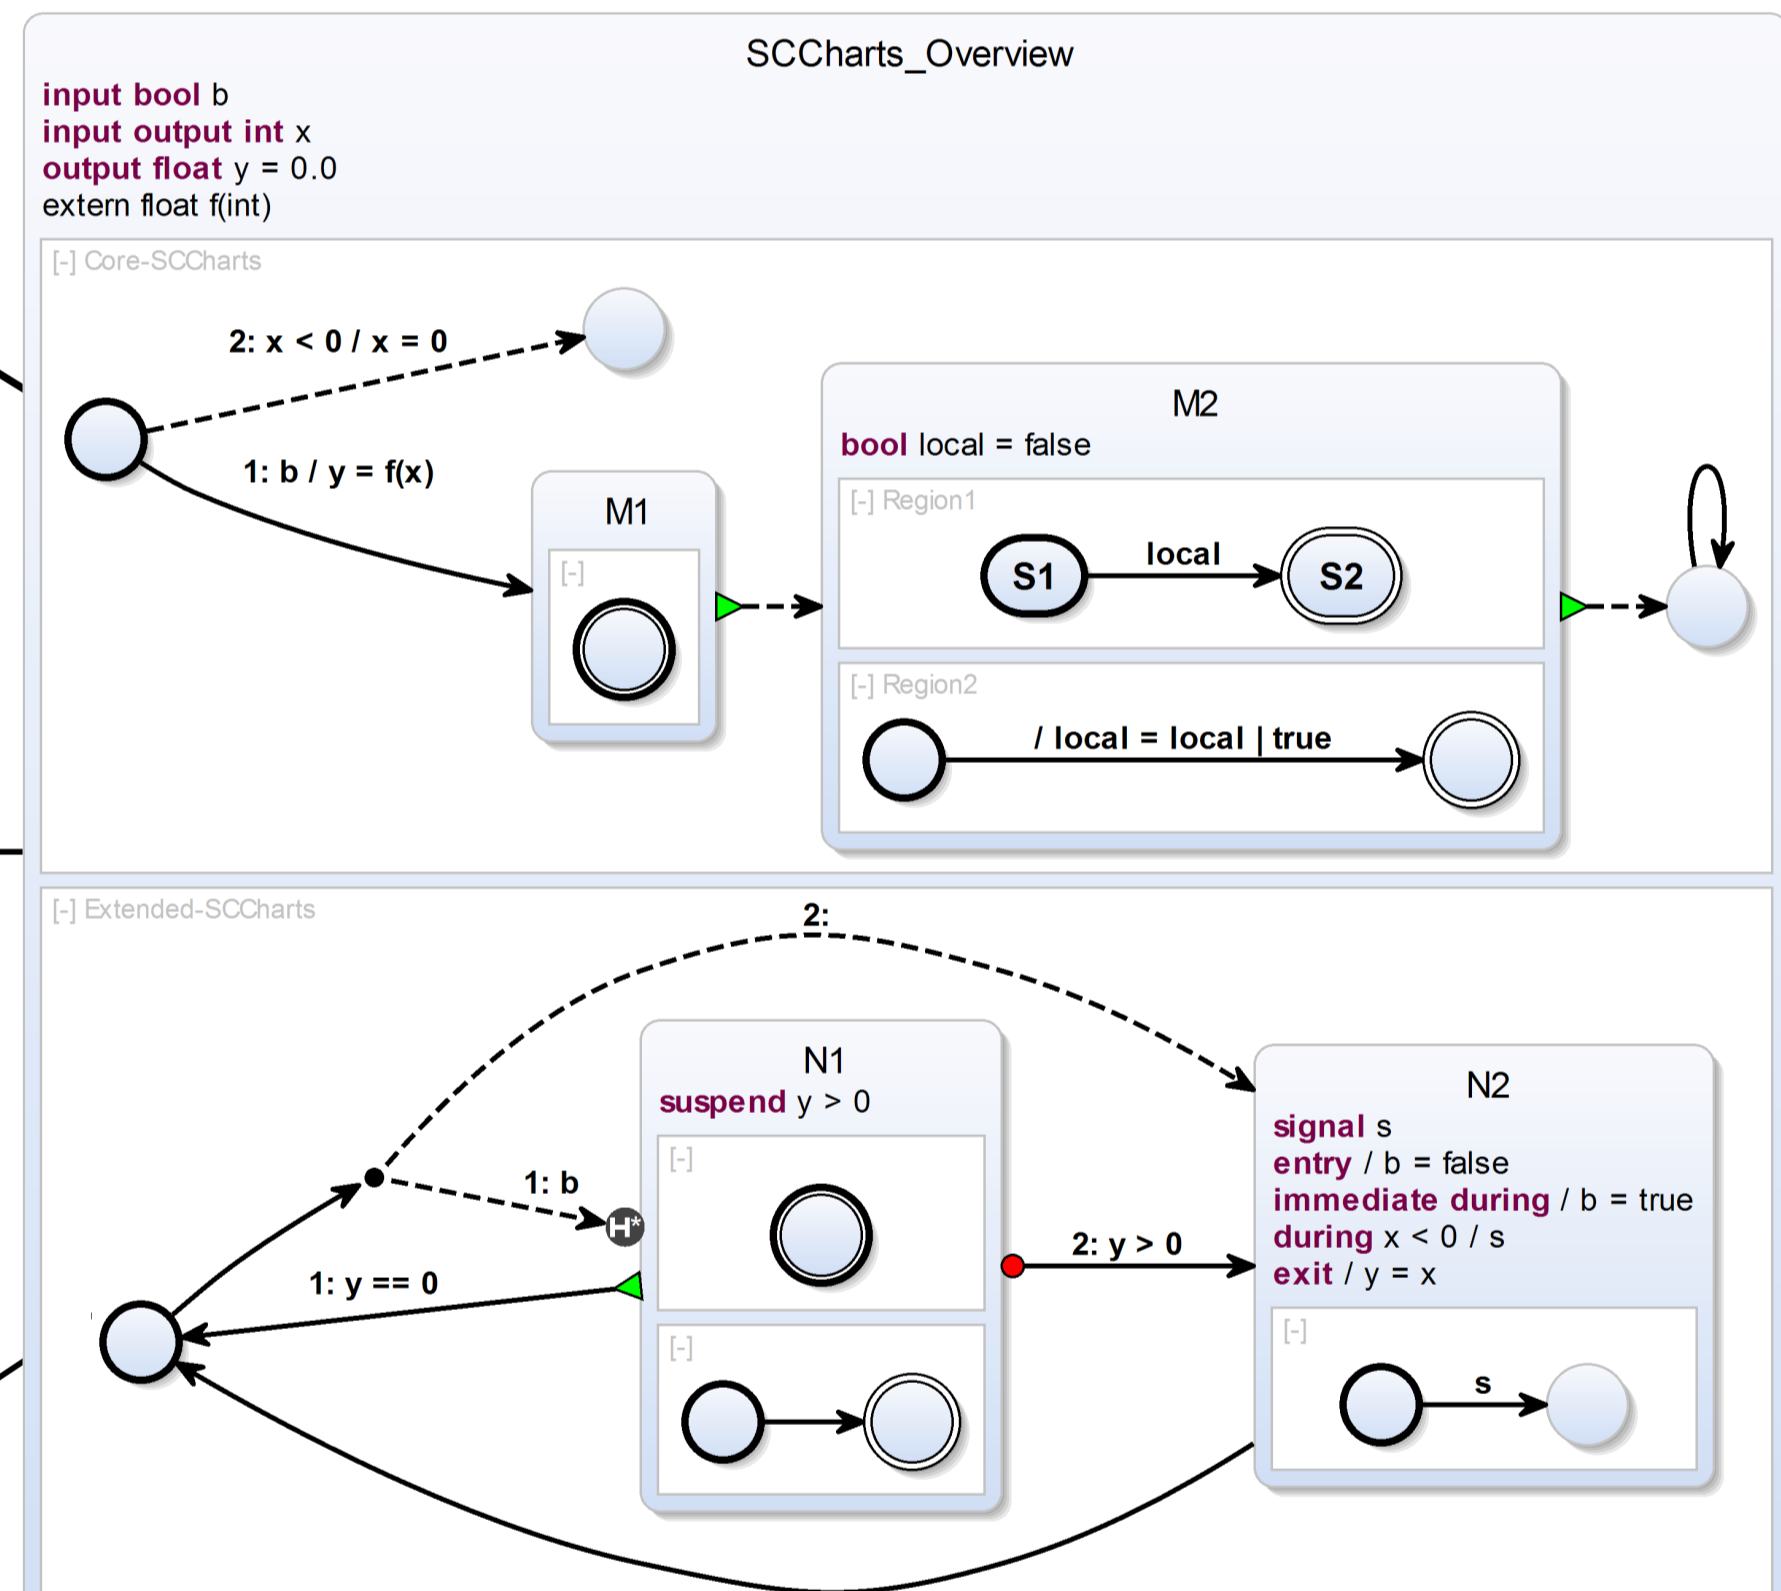 SCCharts_Overview
input bool b
input output int x
output float y = 0.0
extern float f(int)
[-] Core-SCCharts
2: x < 0 / x = 0
1: b / y = f(x)
M1
[-]
M2
bool local = false
[-] Region1
S1
local
S2
[-] Region2
/ local = local | true
[-] Extended-SCCharts
2:
1: b
H*
1: y == 0
N1
suspend y > 0
[-]
[-]
2: y > 0
N2
signal s
entry / b = false
immediate during / b = true
during x < 0 / s
exit / y = x
[-]
s